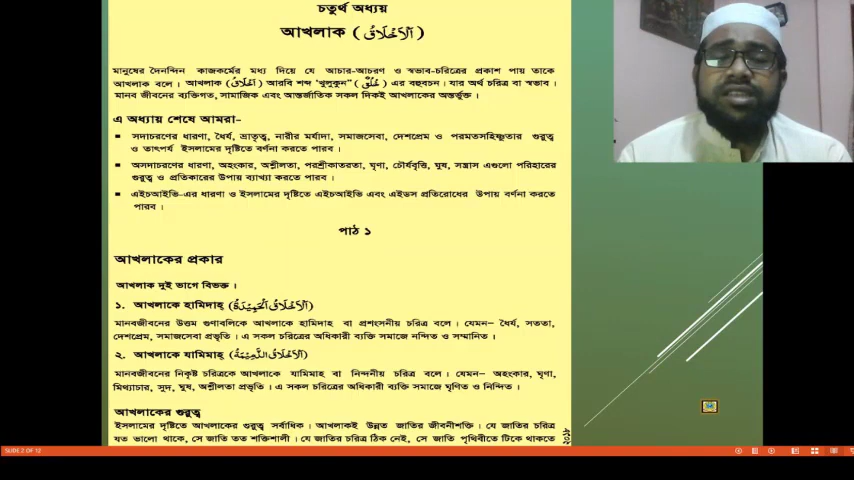 চতুর্থ অধ্যায়
আখলাক (اَلْاَخْلَاقُ)
মানুষের দৈনন্দিন কাজকর্মের মধ্য দিয়ে যে আচার-আচরণ ও স্বভাব-চরিত্রের প্রকাশ পায় তাকে
আখলাক বলে। আখলাক (اَخْلَاقٌ) আরবি শব্দ “খুলুকুন” (خُلُقٌ) এর বহুবচন। যার অর্থ চরিত্র বা স্বভাব।
মানব জীবনের ব্যক্তিগত, সামাজিক এবং আন্তর্জাতিক সকল দিকই আখলাকের অন্তর্ভুক্ত।
এ অধ্যায় শেষে আমরা-
▪ সদাচরণের ধারণা, ধৈর্য, ভ্রাতৃত্ব, নারীর মর্যাদা, সমাজসেবা, দেশপ্রেম ও পরমতসহিষ্ণুতার গুরুত্ব
ও তাৎপর্য ইসলামের দৃষ্টিতে বর্ণনা করতে পারব।
▪ অসদাচরণের ধারণা, অহংকার, অশ্লীলতা, পরশ্রীকাতরতা, ঘৃণা, চৌর্যবৃত্তি, ঘুষ, সন্ত্রাস এগুলো পরিহারের
গুরুত্ব ও প্রতিকারের উপায় ব্যাখ্যা করতে পারব।
▪ এইচআইভি-এর ধারণা ও ইসলামের দৃষ্টিতে এইচআইভি এবং এইডস প্রতিরোধের উপায় বর্ণনা করতে
পারব।
পাঠ ১
আখলাকের প্রকার
আখলাক দুই ভাগে বিভক্ত।
১. আখলাকে হামিদাহ্ (اَلْاَخْلَاقُ الْحَمِيْدَةُ)
মানবজীবনের উত্তম গুণাবলিকে আখলাকে হামিদাহ্ বা প্রশংসনীয় চরিত্র বলে। যেমন– ধৈর্য, সততা,
দেশপ্রেম, সমাজসেবা প্রভৃতি। এ সকল চরিত্রের অধিকারী ব্যক্তি সমাজে নন্দিত ও সম্মানিত।
২. আখলাকে যামিমাহ্ (اَلْاَخْلَاقُ الذَّمِيْمَةُ)
মানবজীবনের নিকৃষ্ট চরিত্রকে আখলাকে যামিমাহ্ বা নিন্দনীয় চরিত্র বলে। যেমন– অহংকার, ঘৃণা,
মিথ্যাচার, সুদ, ঘুষ, অশ্লীলতা প্রভৃতি। এ সকল চরিত্রের অধিকারী ব্যক্তি সমাজে ঘৃণিত ও নিন্দিত।
আখলাকের গুরুত্ব
ইসলামের দৃষ্টিতে আখলাকের গুরুত্ব সর্বাধিক। আখলাকই উন্নত জাতির জীবনীশক্তি। যে জাতির চরিত্র
যত ভালো থাকে, সে জাতি তত শক্তিশালী। যে জাতির চরিত্র ঠিক নেই, সে জাতি পৃথিবীতে টিকে থাকতে
২০১৮
SLIDE 2 OF 12